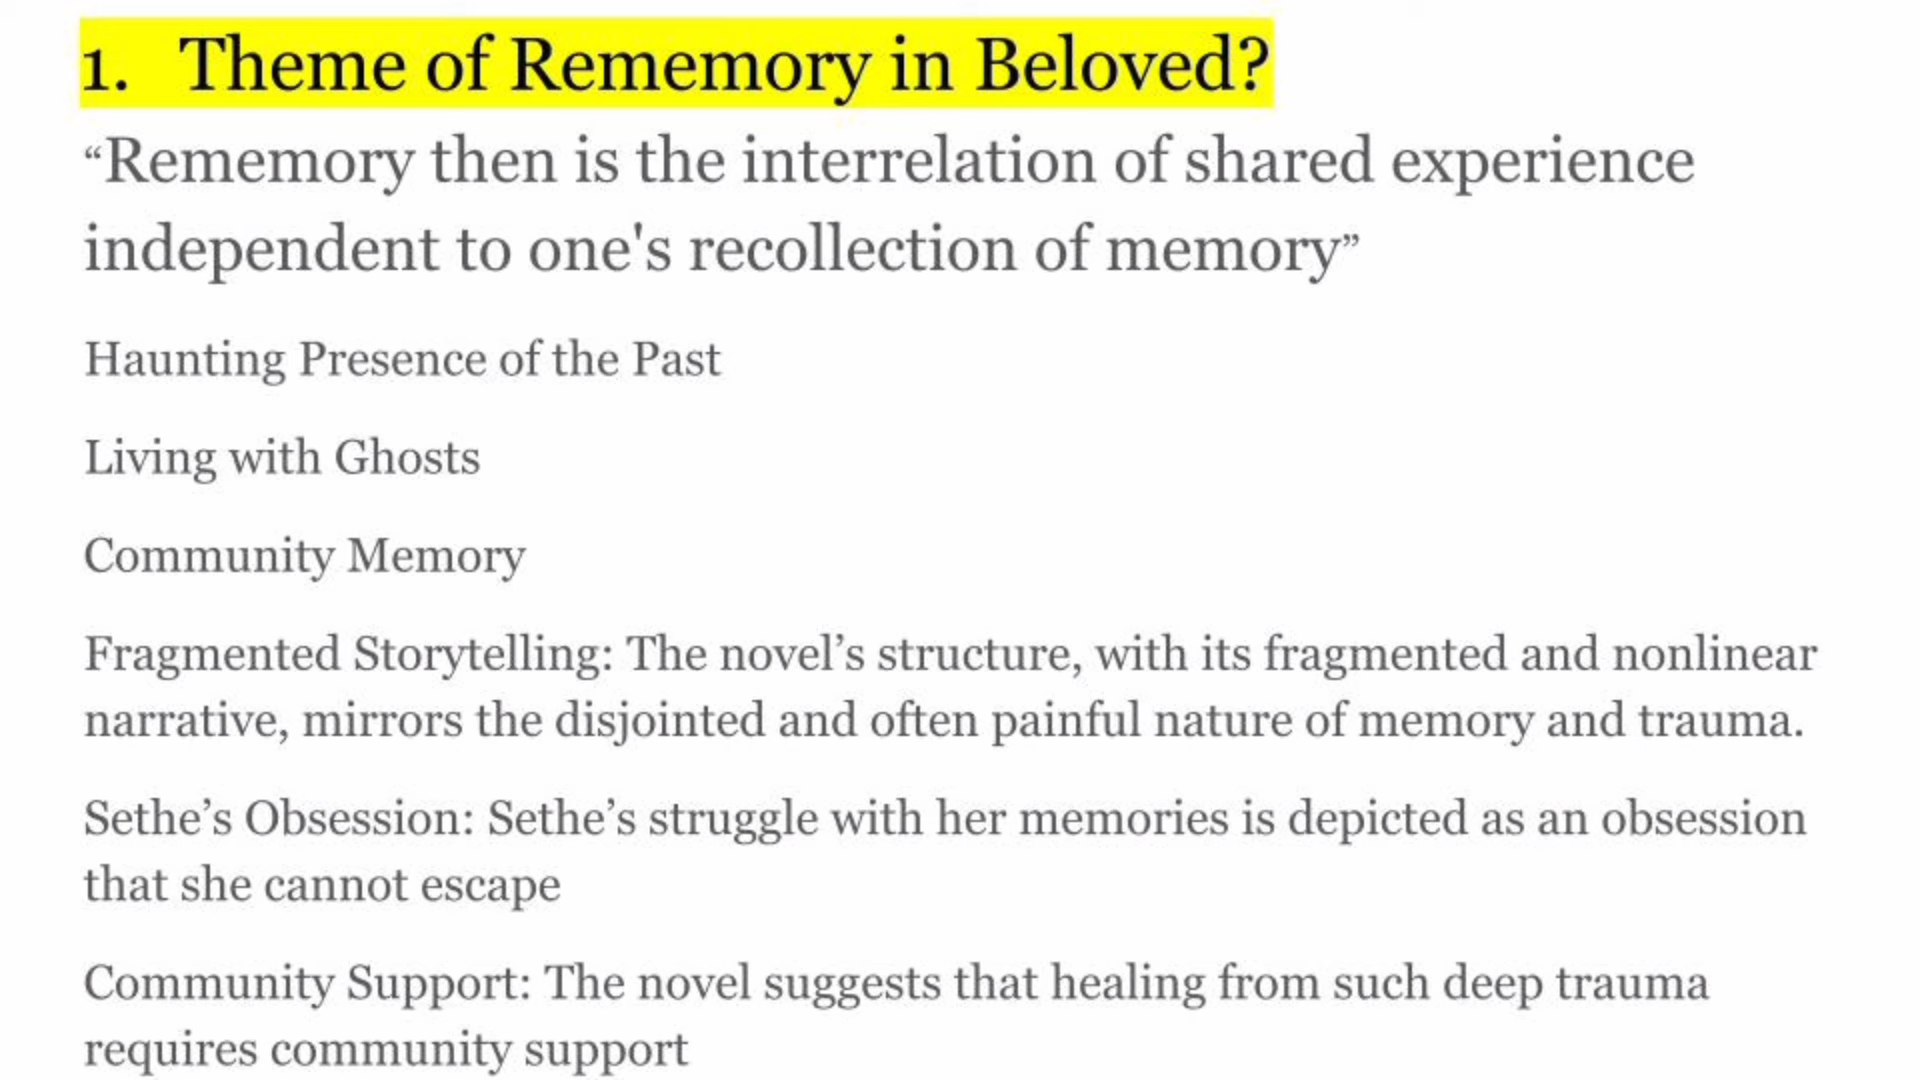 1. Theme of Rememory in Beloved?
“Rememory then is the interrelation of shared experience
independent to one's recollection of memory”
Haunting Presence of the Past
Living with Ghosts
Community Memory
Fragmented Storytelling: The novel’s structure, with its fragmented and nonlinear
narrative, mirrors the disjointed and often painful nature of memory and trauma.
Sethe’s Obsession: Sethe’s struggle with her memories is depicted as an obsession
that she cannot escape
Community Support: The novel suggests that healing from such deep trauma
requires community support